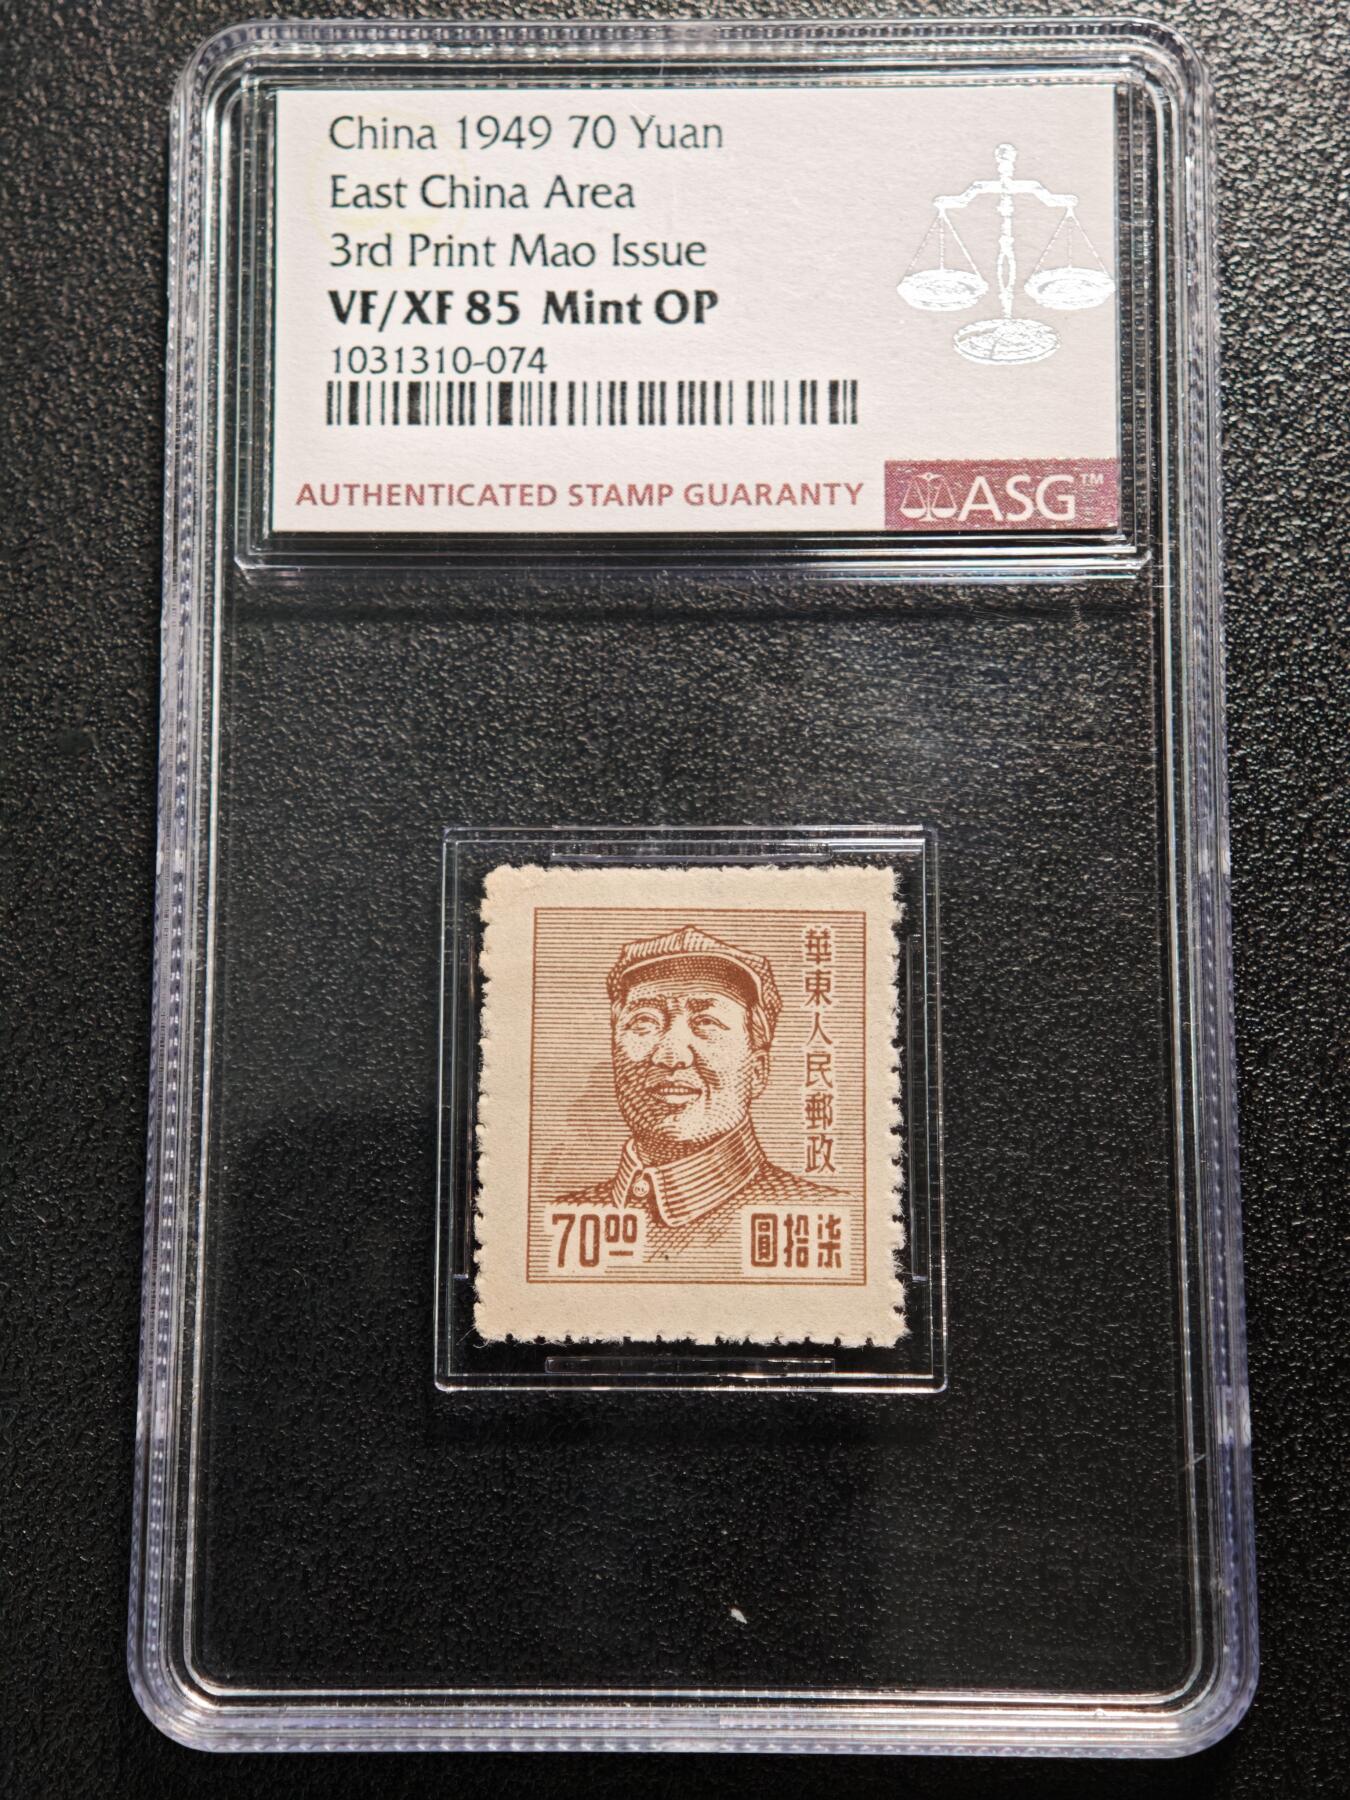 China 1949 70 Yuan
East China Area
3rd Print Mao Issue
VF/XF 85 Mint OP
1031310-074
AUTHENTICATED STAMP GUARANTY
ASG™
華東人民郵政
70.00
圓拾柒